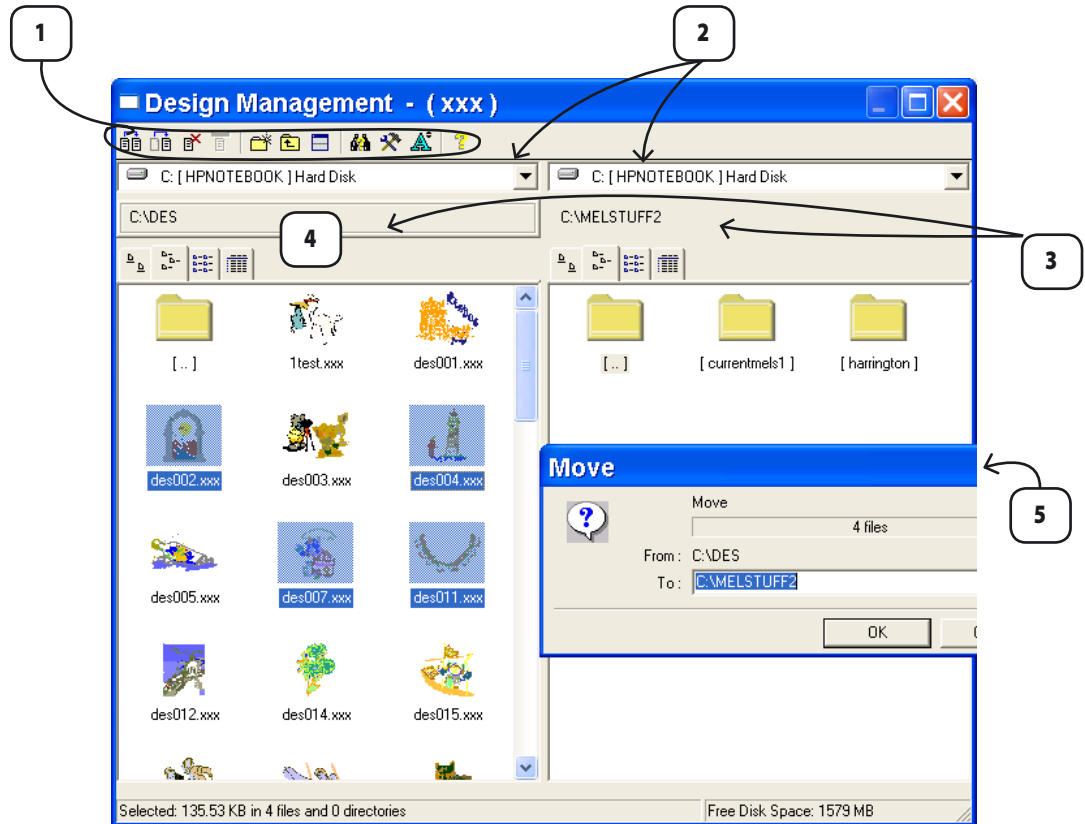 1
2
Design Management - ( xxx )
C: [ HPNOTEBOOK ] Hard Disk
C: [ HPNOTEBOOK ] Hard Disk
C:\DES
C:\MELSTUFF2
4
3
[ .. ]
1test.xxx
des001.xxx
[ .. ]
[ currentmels1 ]
[ harrington ]
des002.xxx
des003.xxx
des004.xxx
Move
Move
4 files
5
From : C:\DES
To : C:\MELSTUFF2
des005.xxx
des007.xxx
des011.xxx
OK
des012.xxx
des014.xxx
des015.xxx
Selected: 135.53 KB in 4 files and 0 directories
Free Disk Space: 1579 MB